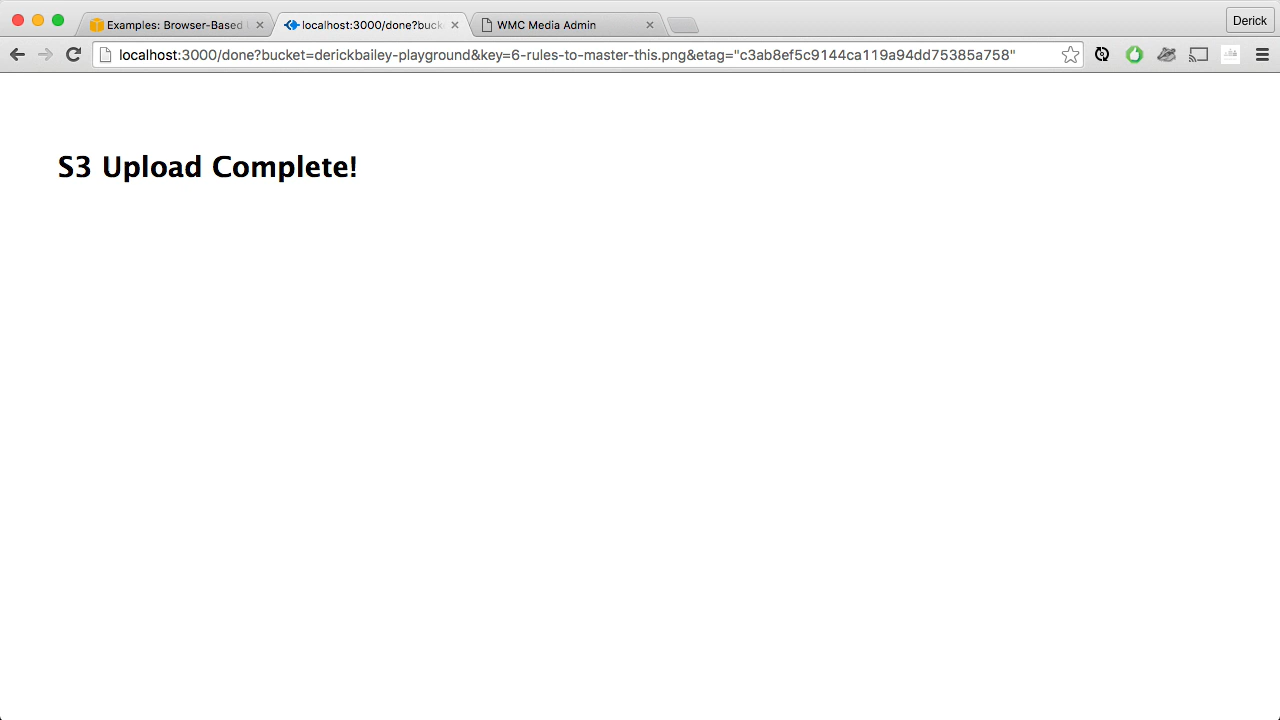 Examples: Browser-Based
localhost:3000/done?buck
WMC Media Admin
Derick
localhost:3000/done?bucket=derickbailey-playground&key=6-rules-to-master-this.png&etag="c3ab8ef5c9144ca119a94dd75385a758"
S3 Upload Complete!